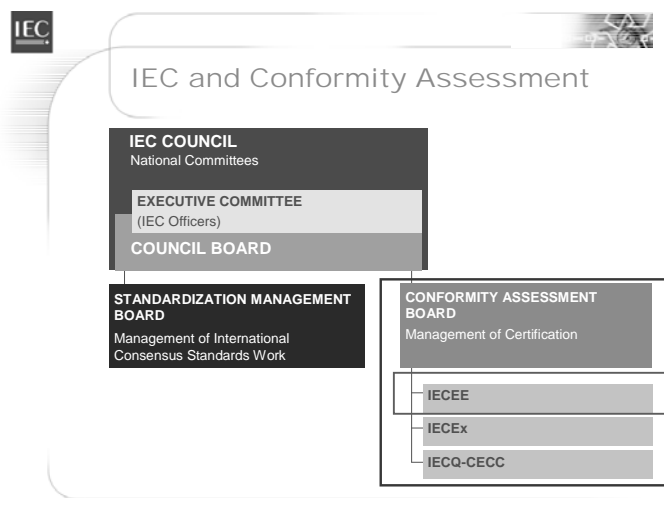 IEC
IEC and Conformity Assessment
IEC COUNCIL
National Committees
EXECUTIVE COMMITTEE
(IEC Officers)
COUNCIL BOARD
STANDARDIZATION MANAGEMENT
BOARD
Management of International
Consensus Standards Work
CONFORMITY ASSESSMENT
BOARD
Management of Certification
IECEE
IECEx
IECQ-CECC